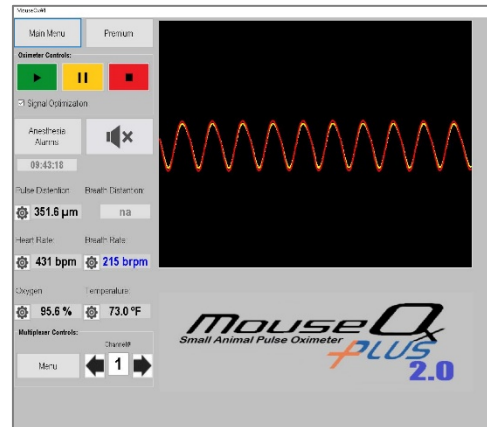 MouseOx®
Main Menu
Premium
Oximeter Controls:
Signal Optimization
Anesthesia
Alarms
09:43:18
Pulse Distention:
Breath Distention:
351.6 µm
na
Heart Rate:
Breath Rate:
431 bpm
215 brpm
Oxygen
Temperature:
95.6 %
73.0 °F
Multiplexer Controls:
Channel#
Menu
1
MouseOx
Small Animal Pulse Oximeter
PLUS
2.0